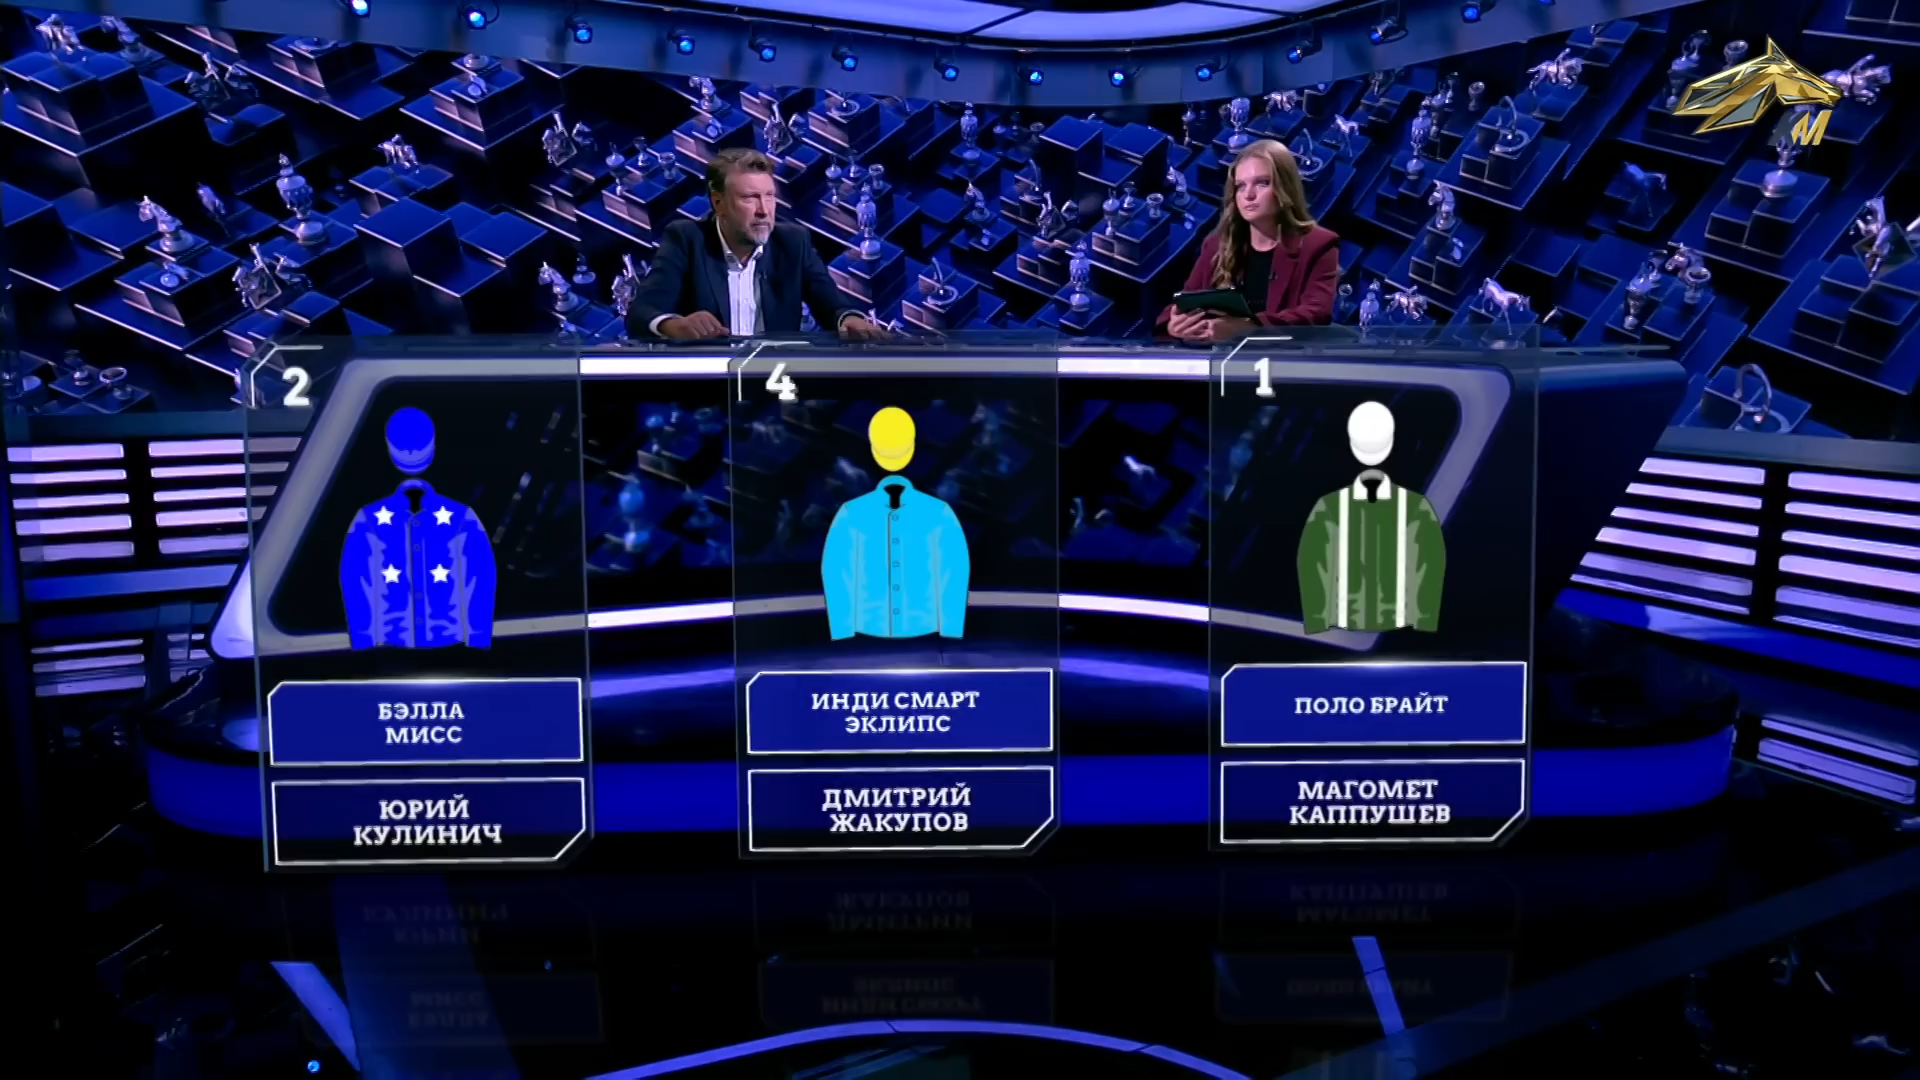 2
БЭЛЛА
МИСС
ЮРИЙ
КУЛИНИЧ
4
ИНДИ СМАРТ
ЭКЛИПС
ДМИТРИЙ
ЖАКУПОВ
1
ПОЛО БРАЙТ
МАГОМЕТ
КАППУШЕВ